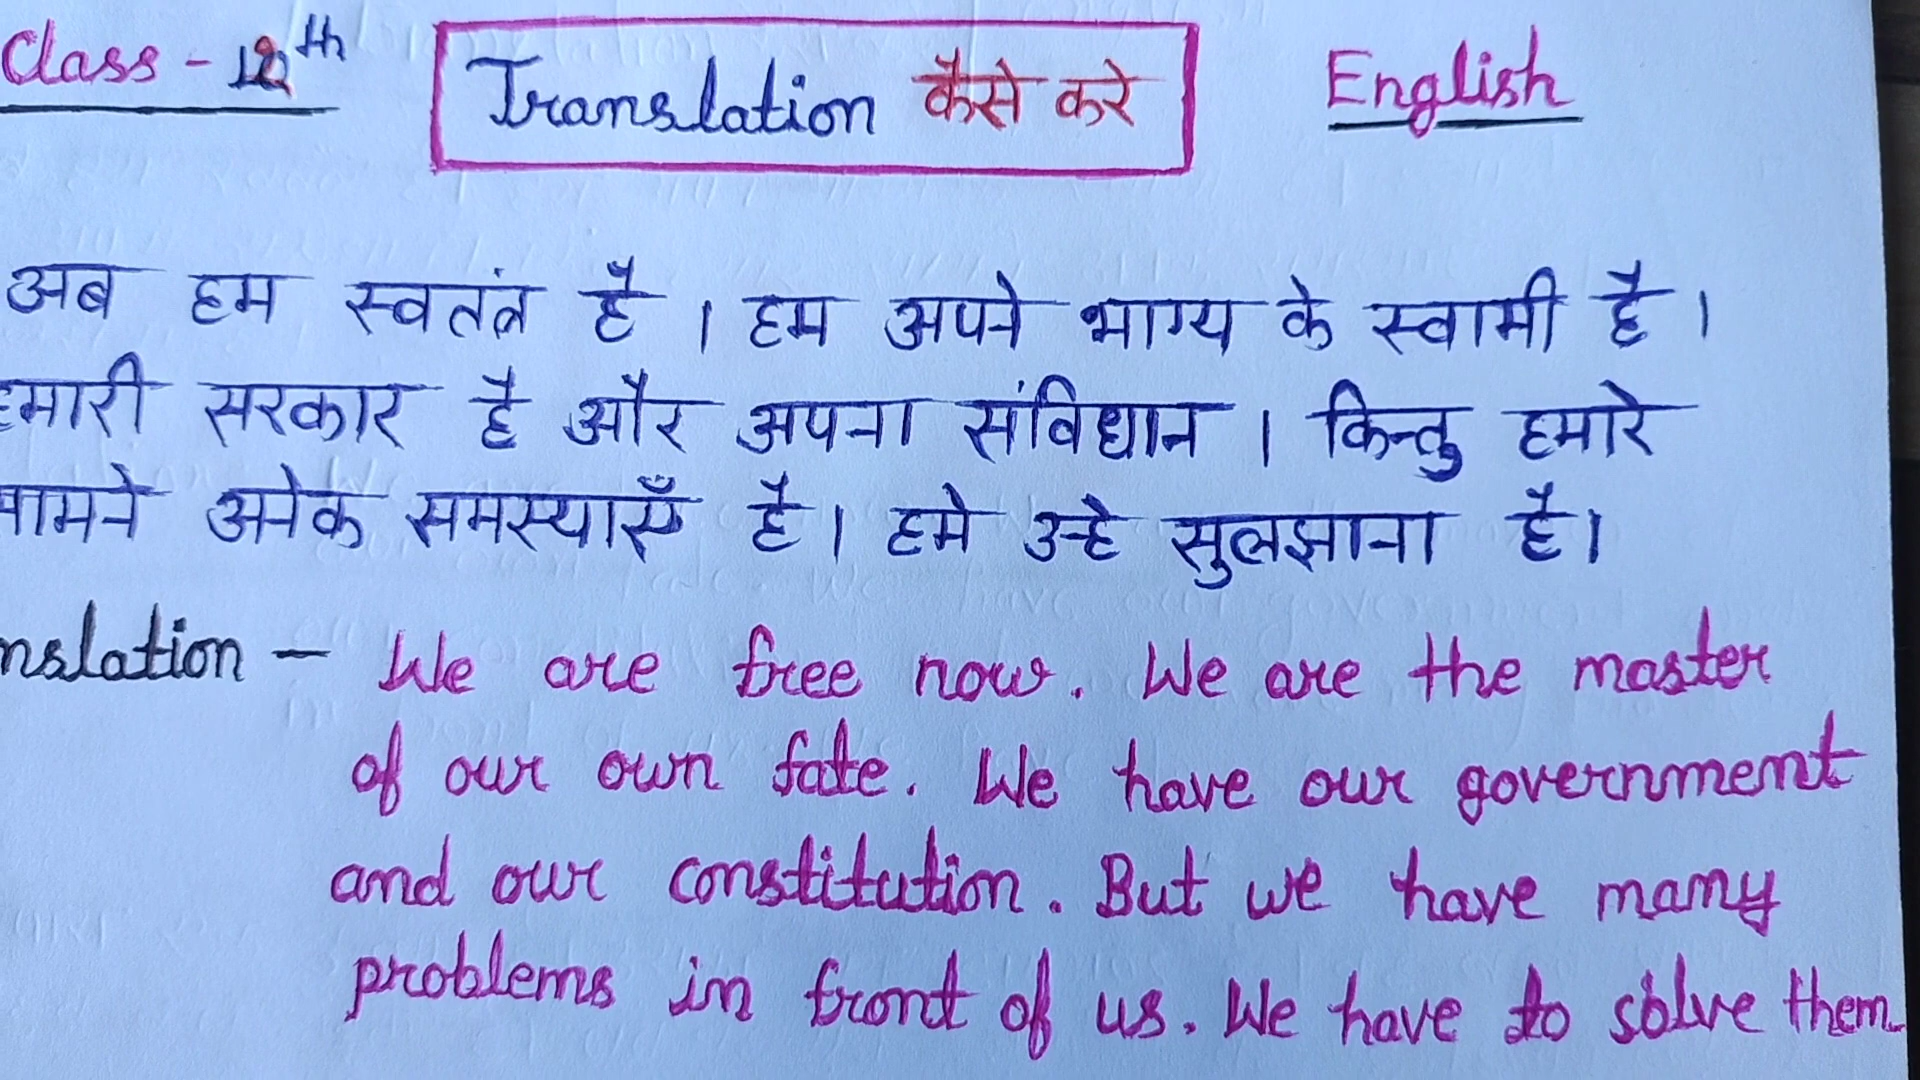 Class - 12th Translation कैसे करे English
अब हम स्वतंत्र है । हम अपने भाग्य के स्वामी है ।
हमारी सरकार है और अपना संविधान । किन्तु हमारे
सामने अनेक समस्याएँ है । हमे उन्हे सुलझाना है ।
nslation – We are free now. We are the master
of our own fate. We have our government
and our constitution. But we have many
problems in front of us. We have to solve them.